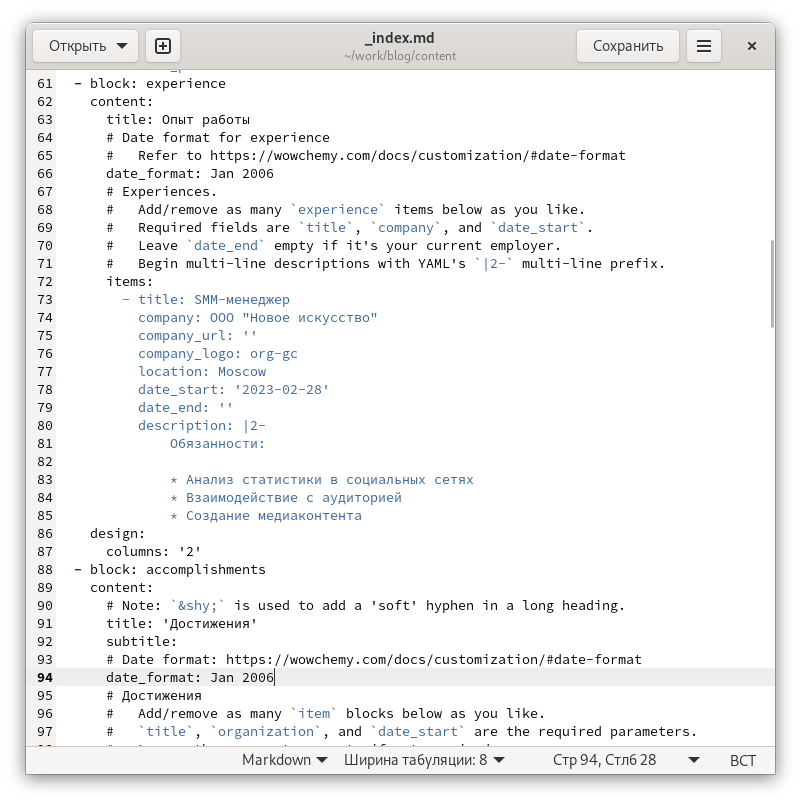 Открыть
_index.md
~/work/blog/content
Сохранить
61 - block: experience
62 content:
63 title: Опыт работы
64 # Date format for experience
65 #   Refer to https://wowchemy.com/docs/customization/#date-format
66 date_format: Jan 2006
67 # Experiences.
68 #   Add/remove as many `experience` items below as you like.
69 #   Required fields are `title`, `company`, and `date_start`.
70 #   Leave `date_end` empty if it's your current employer.
71 #   Begin multi-line descriptions with YAML's `|2-` multi-line prefix.
72 items:
73 - title: SMM-менеджер
74 company: ООО "Новое искусство"
75 company_url: ''
76 company_logo: org-gc
77 location: Moscow
78 date_start: '2023-02-28'
79 date_end: ''
80 description: |2-
81 Обязанности:
82
83 * Анализ статистики в социальных сетях
84 * Взаимодействие с аудиторией
85 * Создание медиаконтента
86 design:
87 columns: '2'
88 - block: accomplishments
89 content:
90 # Note: `&shy;` is used to add a 'soft' hyphen in a long heading.
91 title: 'Достижения'
92 subtitle:
93 # Date format: https://wowchemy.com/docs/customization/#date-format
94 date_format: Jan 2006
95 # Достижения
96 #   Add/remove as many `item` blocks below as you like.
97 #   `title`, `organization`, and `date_start` are the required parameters.
Markdown Ширина табуляции: 8 Стр 94, Стлб 28 ВСТ